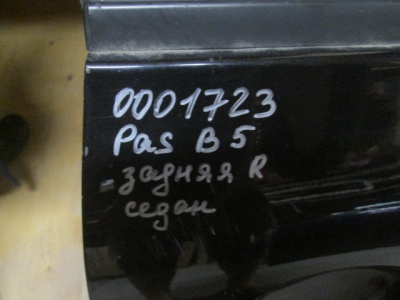 0001723
Pas B5
задняя R
седан